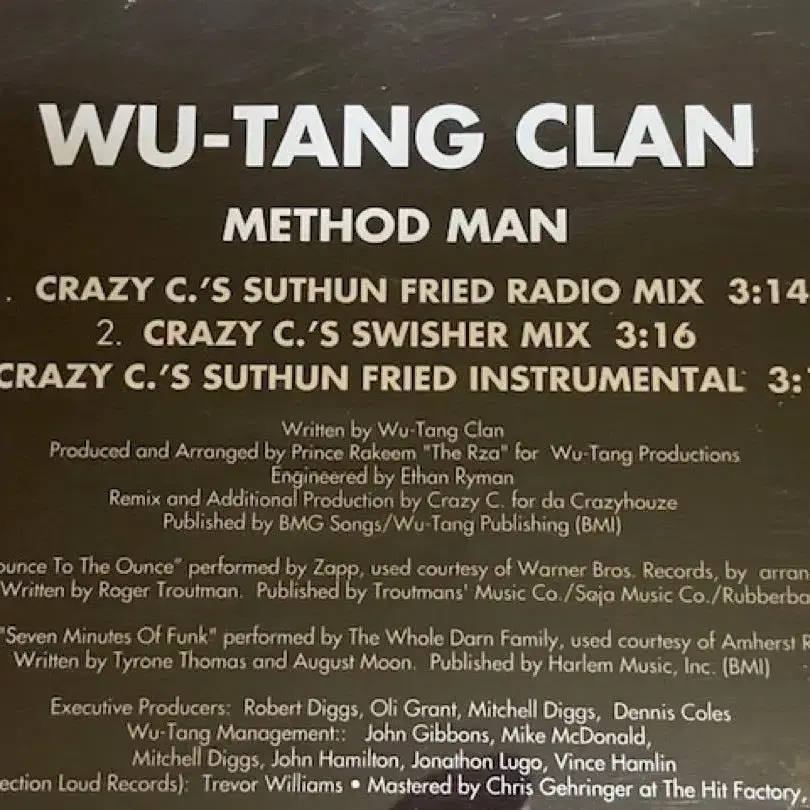 WU-TANG CLAN
METHOD MAN
. CRAZY C.'S SUTHUN FRIED RADIO MIX 3:14
2. CRAZY C.'S SWISHER MIX 3:16
CRAZY C.'S SUTHUN FRIED INSTRUMENTAL 3:
Written by Wu-Tang Clan
Produced and Arranged by Prince Rakeem "The Rza" for Wu-Tang Productions
Engineered by Ethan Ryman
Remix and Additional Production by Crazy C. for da Crazyhouze
Published by BMG Songs/Wu-Tang Publishing (BMI)
ounce To The Ounce" performed by Zapp, used courtesy of Warner Bros. Records, by arran
Written by Roger Troutman. Published by Troutmans' Music Co./Saja Music Co./Rubberba
"Seven Minutes Of Funk" performed by The Whole Darn Family, used courtesy of Amherst R
Written by Tyrone Thomas and August Moon. Published by Harlem Music, Inc. (BMI)
Executive Producers: Robert Diggs, Oli Grant, Mitchell Diggs, Dennis Coles
Wu-Tang Management:: John Gibbons, Mike McDonald,
Mitchell Diggs, John Hamilton, Jonathon Lugo, Vince Hamlin
ection Loud Records): Trevor Williams • Mastered by Chris Gehringer at The Hit Factory,